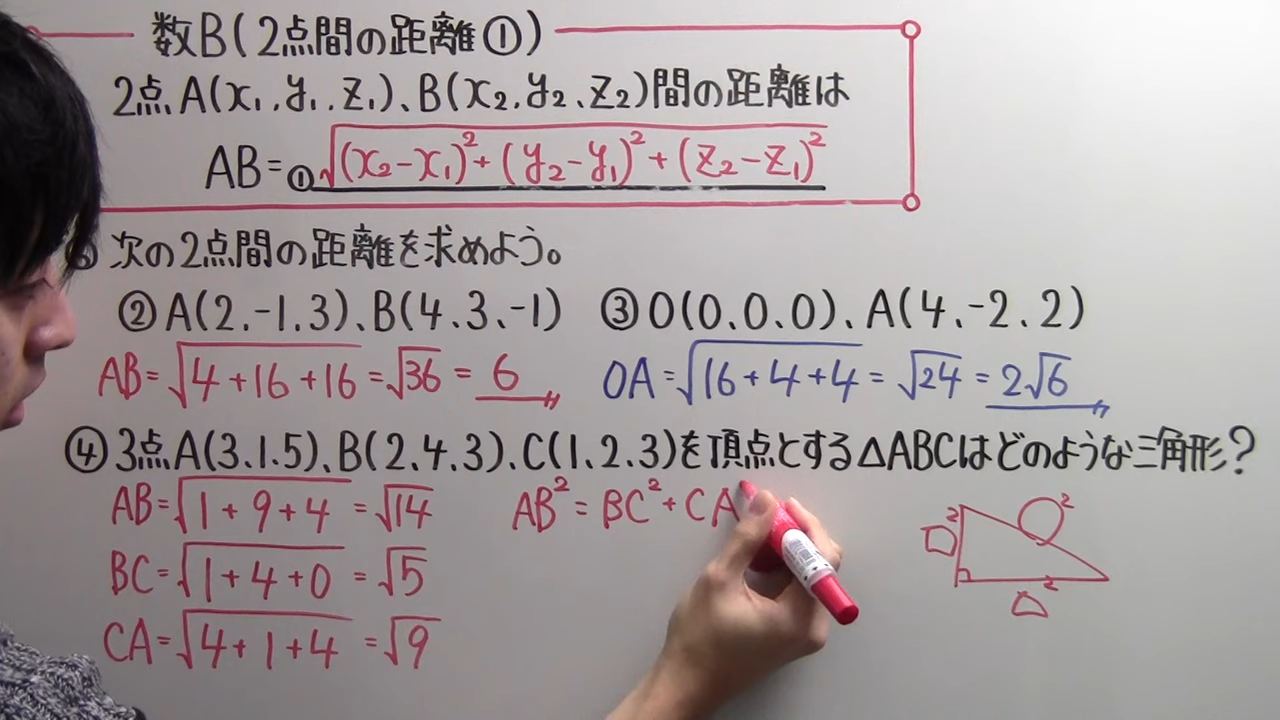 数B(2点間の距離①)
2点A(x₁,y₁,z₁)、B(x₂,y₂,z₂)間の距離は
AB=①√(x₂-x₁)²+(y₂-y₁)²+(z₂-z₁)²
次の2点間の距離を求めよう。
②A(2,-1,3)、B(4,3,-1) ③O(0,0,0)、A(4,-2,2)
AB=√4+16+16=√36=6 OA=√16+4+4=√24=2√6
④3点A(3,1,5)、B(2,4,3)、C(1,2,3)を頂点とする△ABCはどのような三角形?
AB=√1+9+4=√14 AB²=BC²+CA
BC=√1+4+0=√5
CA=√4+1+4=√9
2
2
2